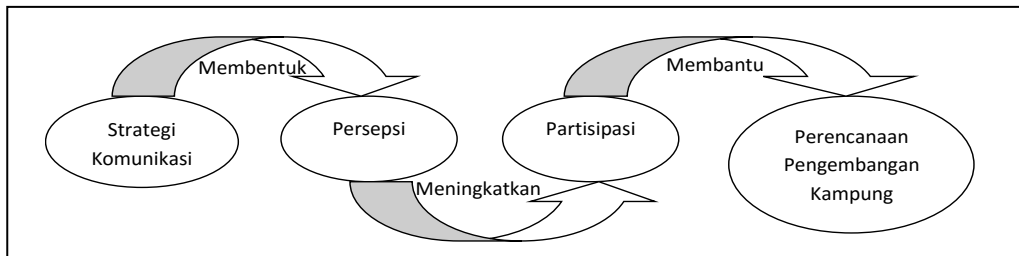 Membentuk
Membantu
Strategi
Komunikasi
Persepsi
Partisipasi
Perencanaan
Pengembangan
Kampung
Meningkatkan